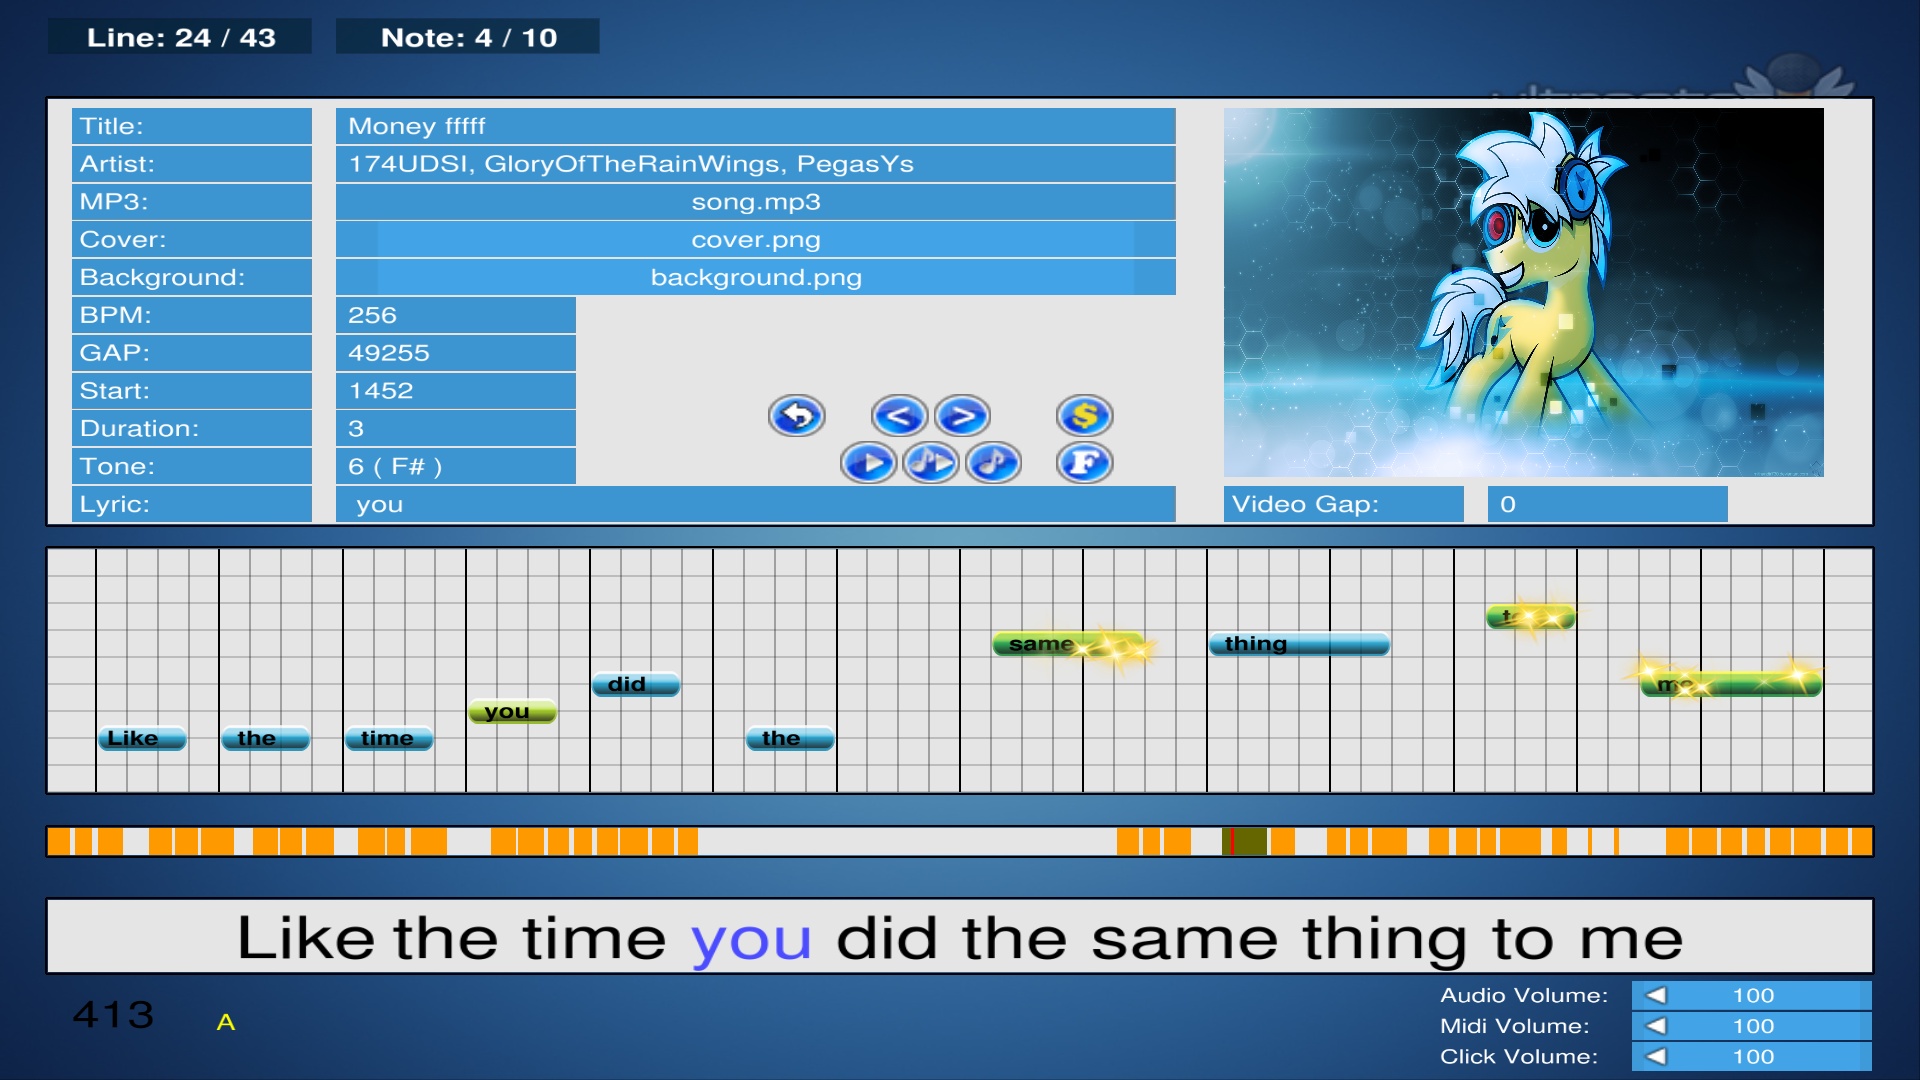 Line: 24 / 43
Note: 4 / 10
Title: Money fffff
Artist: 174UDSI, GloryOfTheRainWings, PegasYs
MP3: song.mp3
Cover: cover.png
Background: background.png
BPM: 256
GAP: 49255
Start: 1452
Duration: 3
Tone: 6 ( F# )
Lyric: you
< >
$
F
Video Gap: 0
to
same thing
did me
you
Like the time the
Like the time you did the same thing to me
413 A
Audio Volume: 100
Midi Volume: 100
Click Volume: 100